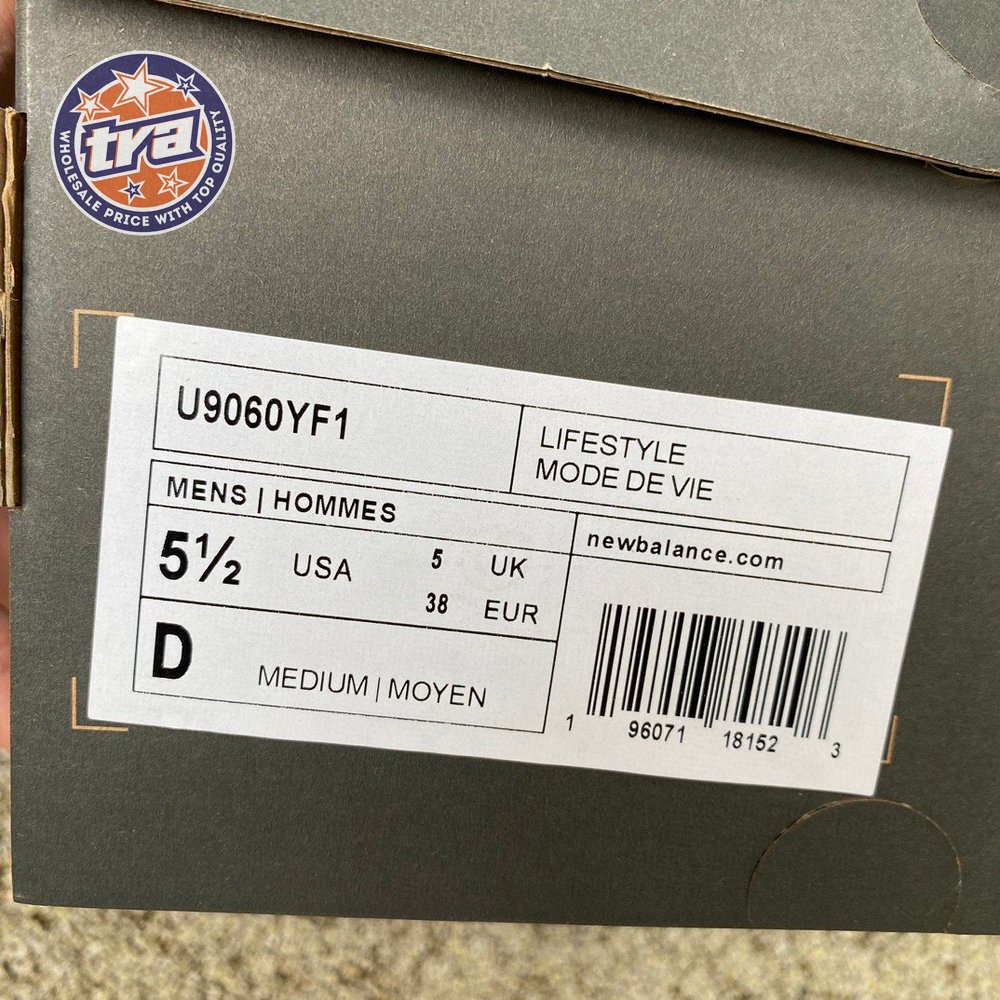 tra
WHOLESALE PRICE WITH TOP QUALITY
U9060YF1
LIFESTYLE
MODE DE VIE
MENS | HOMMES
newbalance.com
5½ USA 5 UK
38 EUR
D MEDIUM | MOYEN
1 96071 18152 3